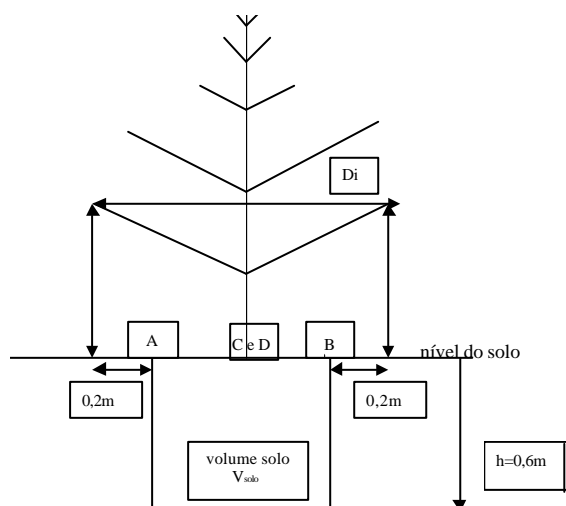 Di
A
C e D
B
nível do solo
0,2m
0,2m
volume solo
Vsolo
h=0,6m